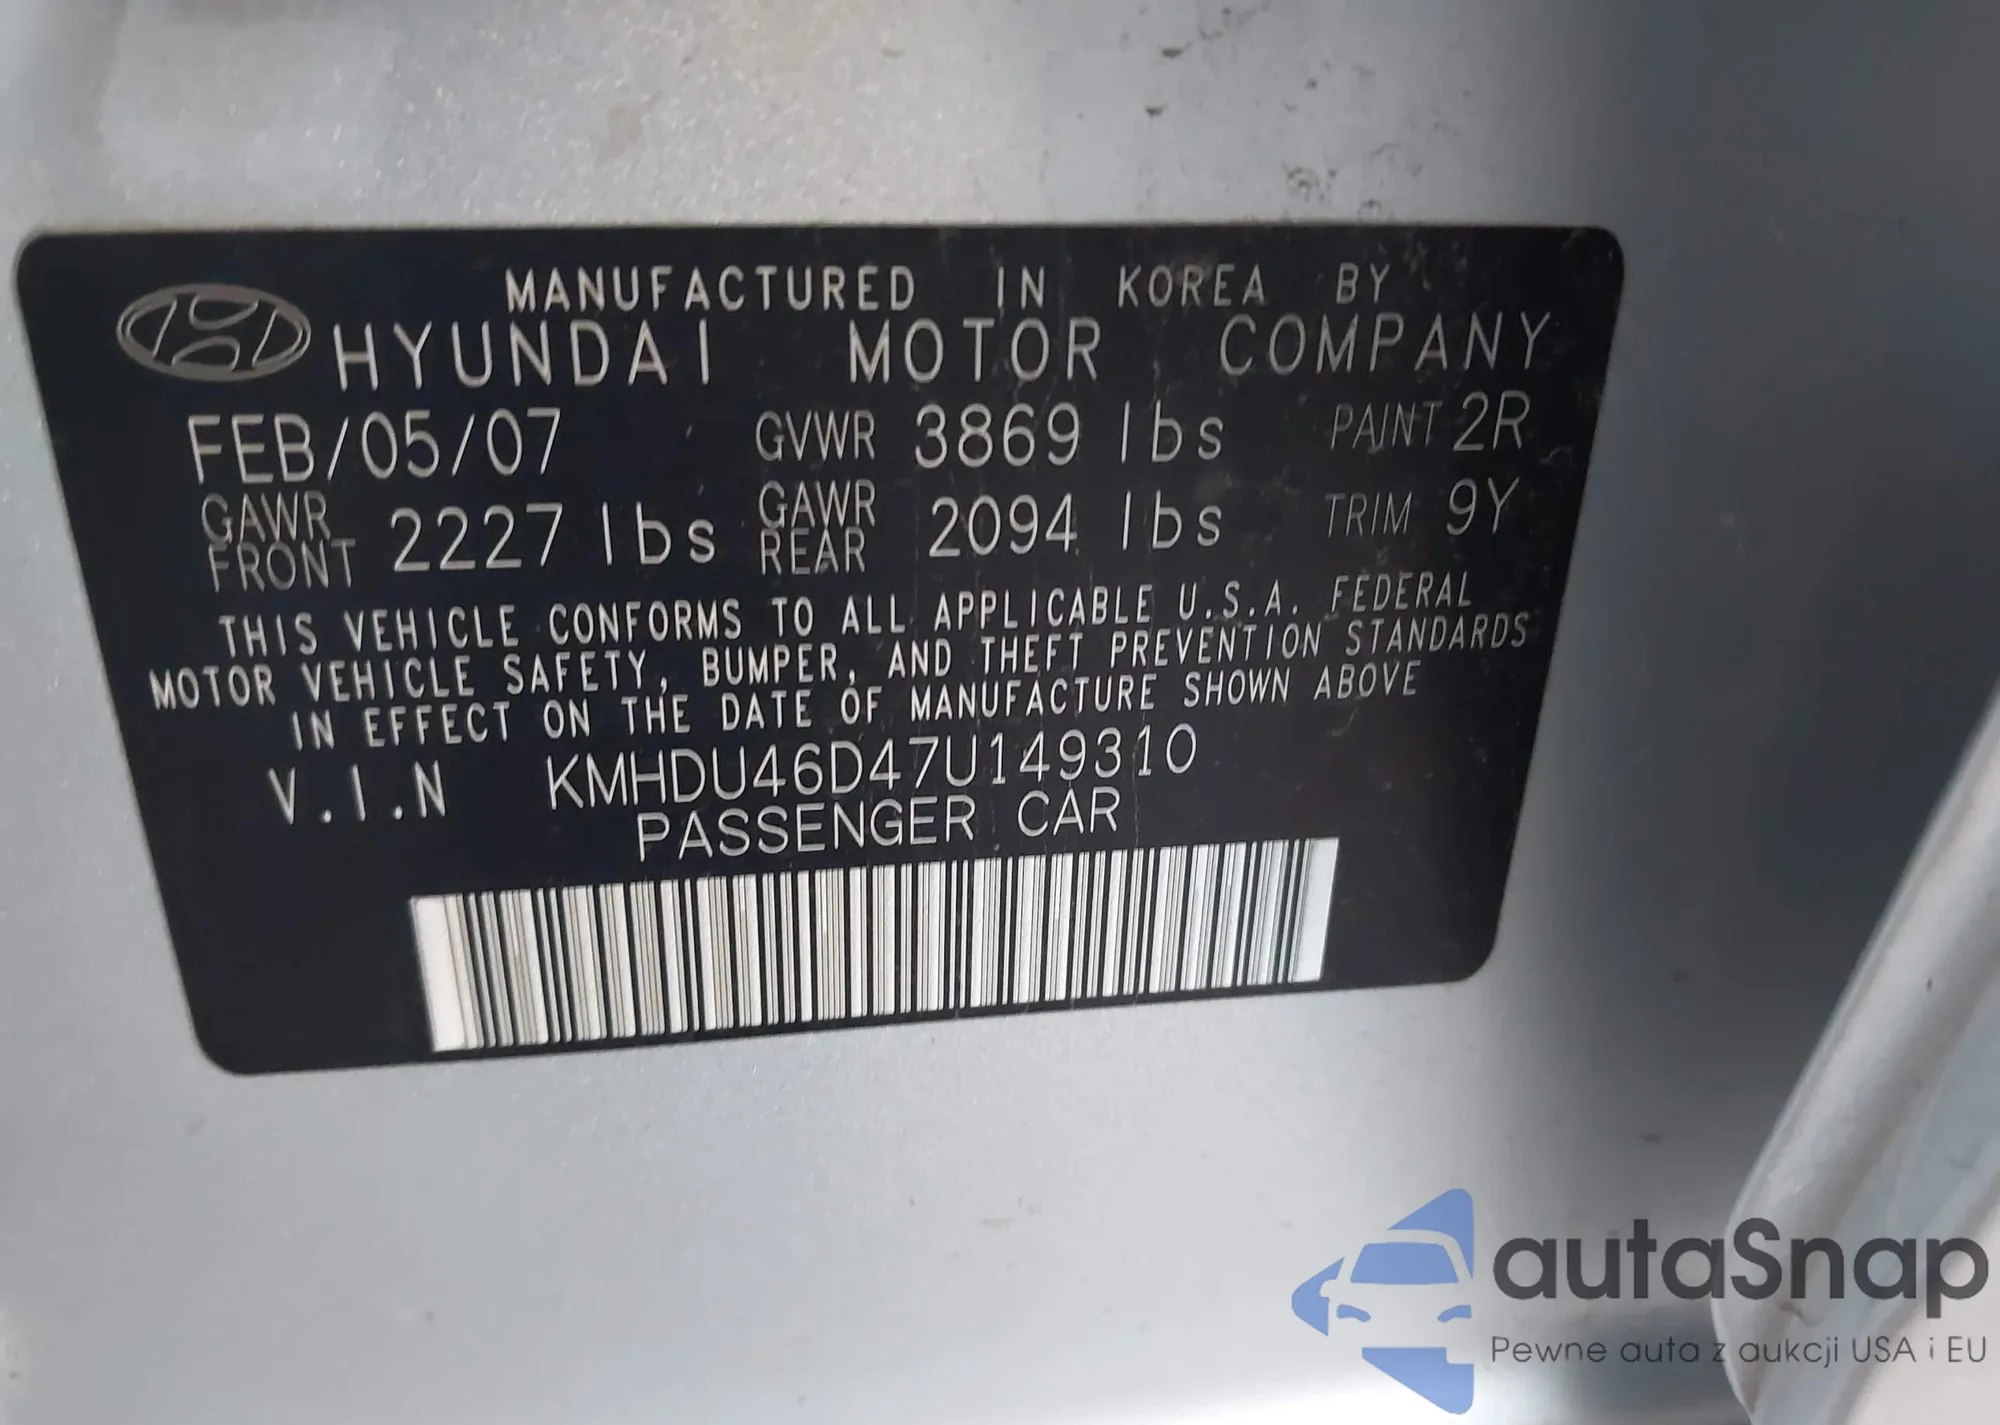 MANUFACTURED IN KOREA BY
HYUNDAI MOTOR COMPANY
FEB/05/07 GVWR 3869 lbs PAINT 2R
GAWR FRONT 2227 lbs GAWR REAR 2094 lbs TRIM 9Y
THIS VEHICLE CONFORMS TO ALL APPLICABLE U.S.A. FEDERAL
MOTOR VEHICLE SAFETY, BUMPER, AND THEFT PREVENTION STANDARDS
IN EFFECT ON THE DATE OF MANUFACTURE SHOWN ABOVE
V.I.N KMHDU46D47U149310
PASSENGER CAR
autaSnap
Pewne auta z aukcji USA i EU